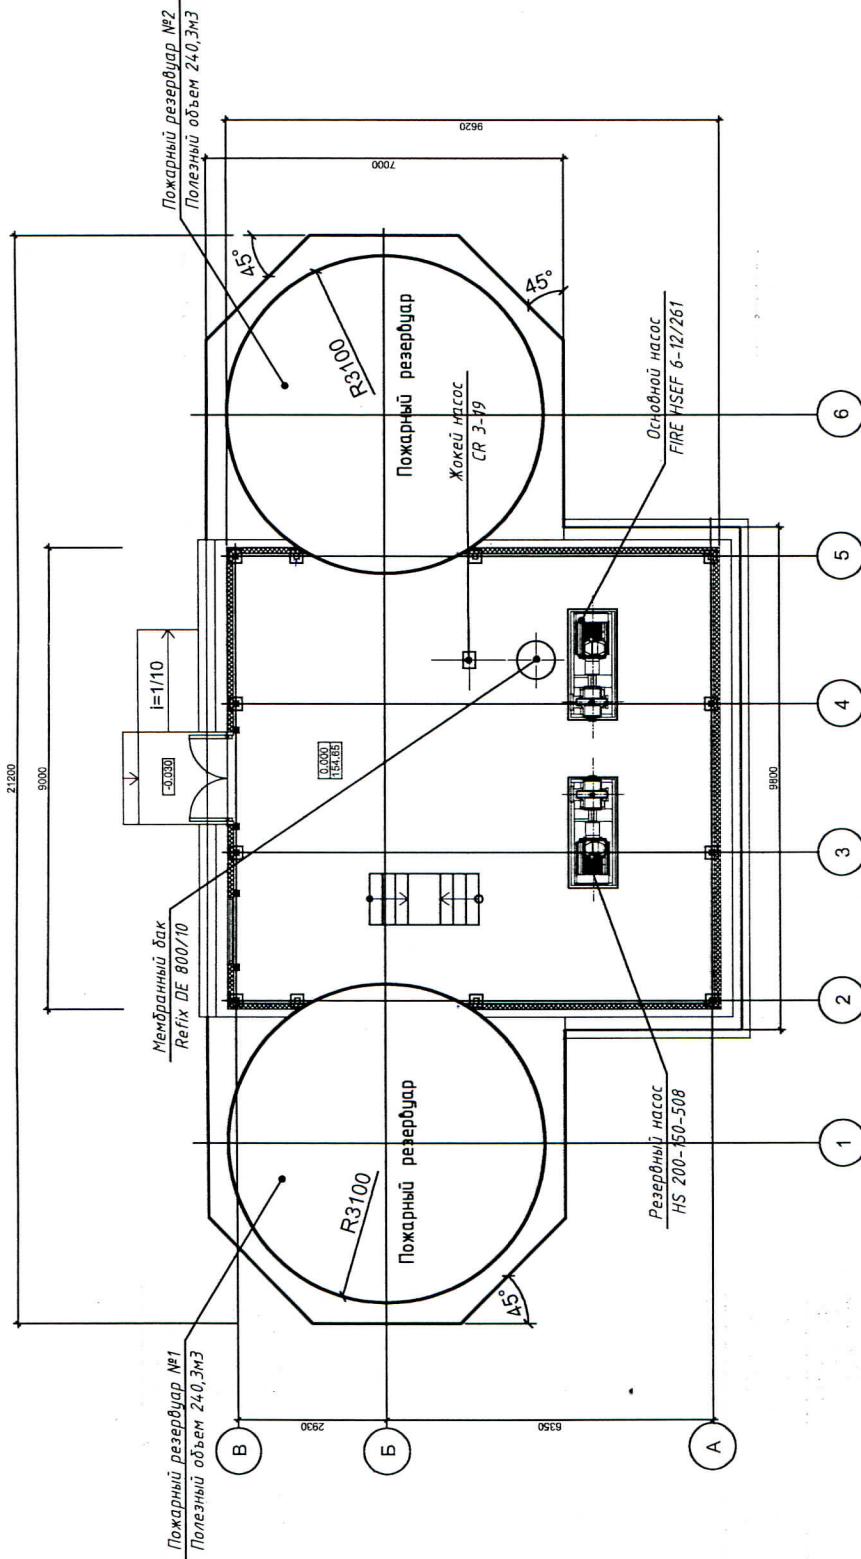 Пожарный резервуар №1
Полезный объем 240,3м3
Пожарный резервуар №2
Полезный объем 240,3м3
21200
9000
Мембранный бак
Refix DE 800/10
i=1/10
-0.030
0.000
154.65
45°
45°
45°
R3100
R3100
Пожарный резервуар
Пожарный резервуар
Жокей насос
CR 3-19
Основной насос
FIRE HSEF 6-12/261
Резервный насос
HS 200-150-508
7000
9620
2930
6350
9800
В
Б
А
1
2
3
4
5
6